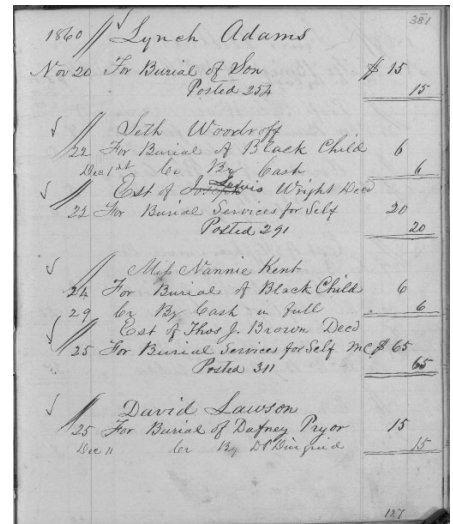 381
1860 Lynch Adams
Nov 20 For Burial of Son $ 15
Posted 254 15
Seth Woodroff
22 For Burial of Black Child 6
Dec 1st Cr By Cash 6
Est of Lewis Wright Decd
22 For Burial Services for Self 20
Posted 291 20
Miss Nannie Kent
24 For Burial of Black Child 6
29 Cr By Cash in full 6
Est of Thos J. Brown Decd
25 For Burial Services for Self MC $ 65
Posted 311 65
David Lawson
25 For Burial of Dafney Pryor 15
Dec 11 Cr By 15
127